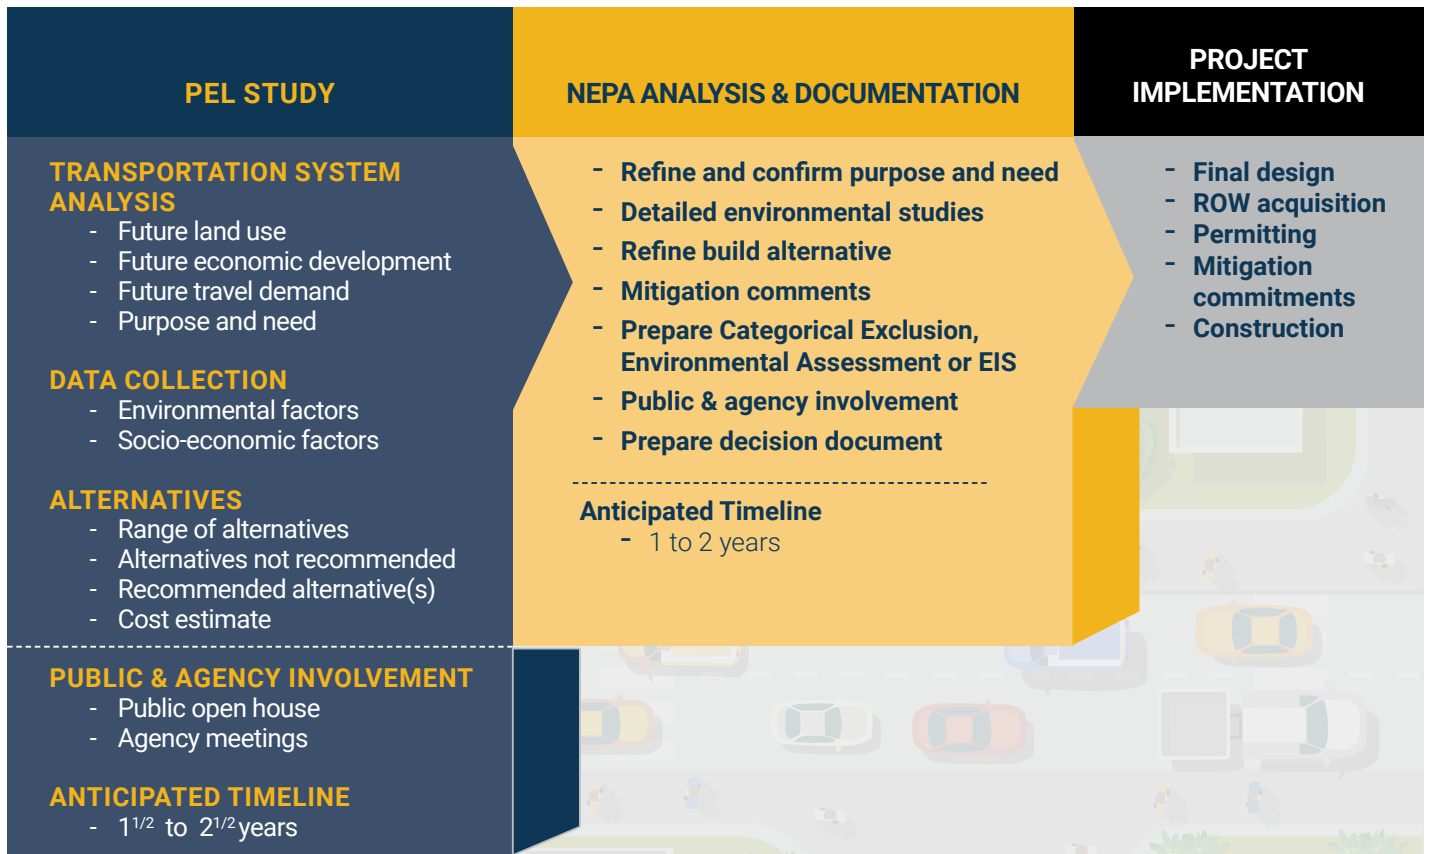 PEL STUDY
TRANSPORTATION SYSTEM
ANALYSIS
- Future land use
- Future economic development
- Future travel demand
- Purpose and need
DATA COLLECTION
- Environmental factors
- Socio-economic factors
ALTERNATIVES
- Range of alternatives
- Alternatives not recommended
- Recommended alternative(s)
- Cost estimate
PUBLIC & AGENCY INVOLVEMENT
- Public open house
- Agency meetings
ANTICIPATED TIMELINE
- 1 1/2 to 2 1/2 years
NEPA ANALYSIS & DOCUMENTATION
- Refine and confirm purpose and need
- Detailed environmental studies
- Refine build alternative
- Mitigation comments
- Prepare Categorical Exclusion,
Environmental Assessment or EIS
- Public & agency involvement
- Prepare decision document
Anticipated Timeline
- 1 to 2 years
PROJECT
IMPLEMENTATION
- Final design
- ROW acquisition
- Permitting
- Mitigation
commitments
- Construction